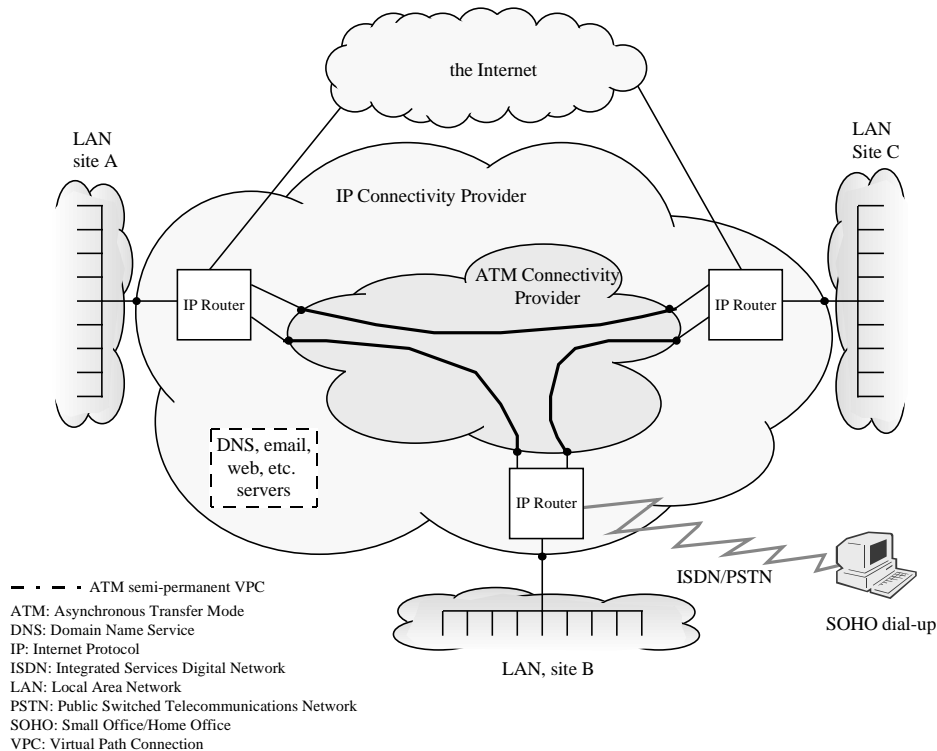 the Internet
LAN
site A
LAN
Site C
IP Connectivity Provider
ATM Connectivity
Provider
IP Router
IP Router
DNS, email,
web, etc.
servers
IP Router
ISDN/PSTN
SOHO dial-up
LAN, site B
ATM semi-permanent VPC
ATM: Asynchronous Transfer Mode
DNS: Domain Name Service
IP: Internet Protocol
ISDN: Integrated Services Digital Network
LAN: Local Area Network
PSTN: Public Switched Telecommunications Network
SOHO: Small Office/Home Office
VPC: Virtual Path Connection